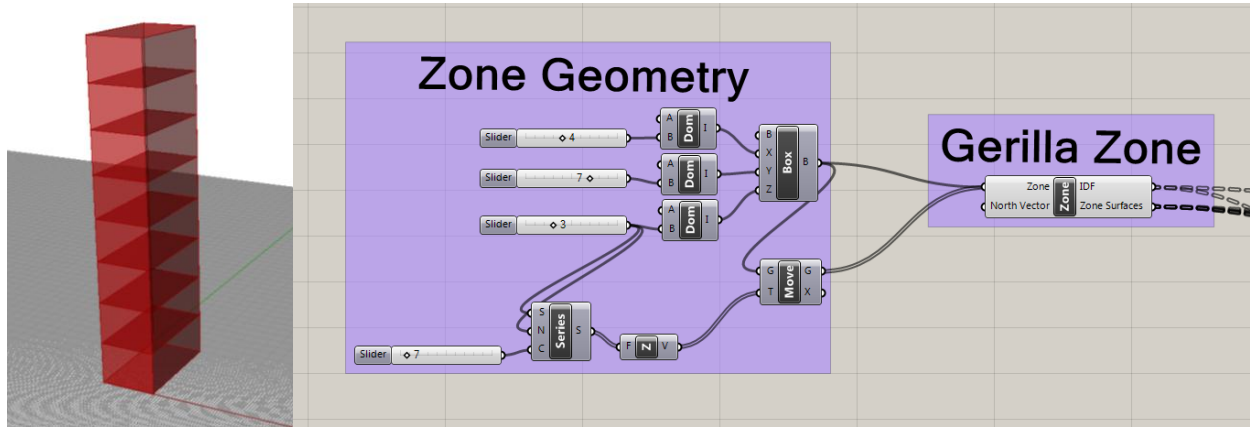 Zone Geometry
Slider 4
A B Dom I
Slider 7
A B Dom I
Slider 3
A B Dom I
B X Y Z Box B
Gerilla Zone
Zone IDF
North Vector Zone Zone Surfaces
G T Move G X
S N C Series S
F Z V
Slider 7